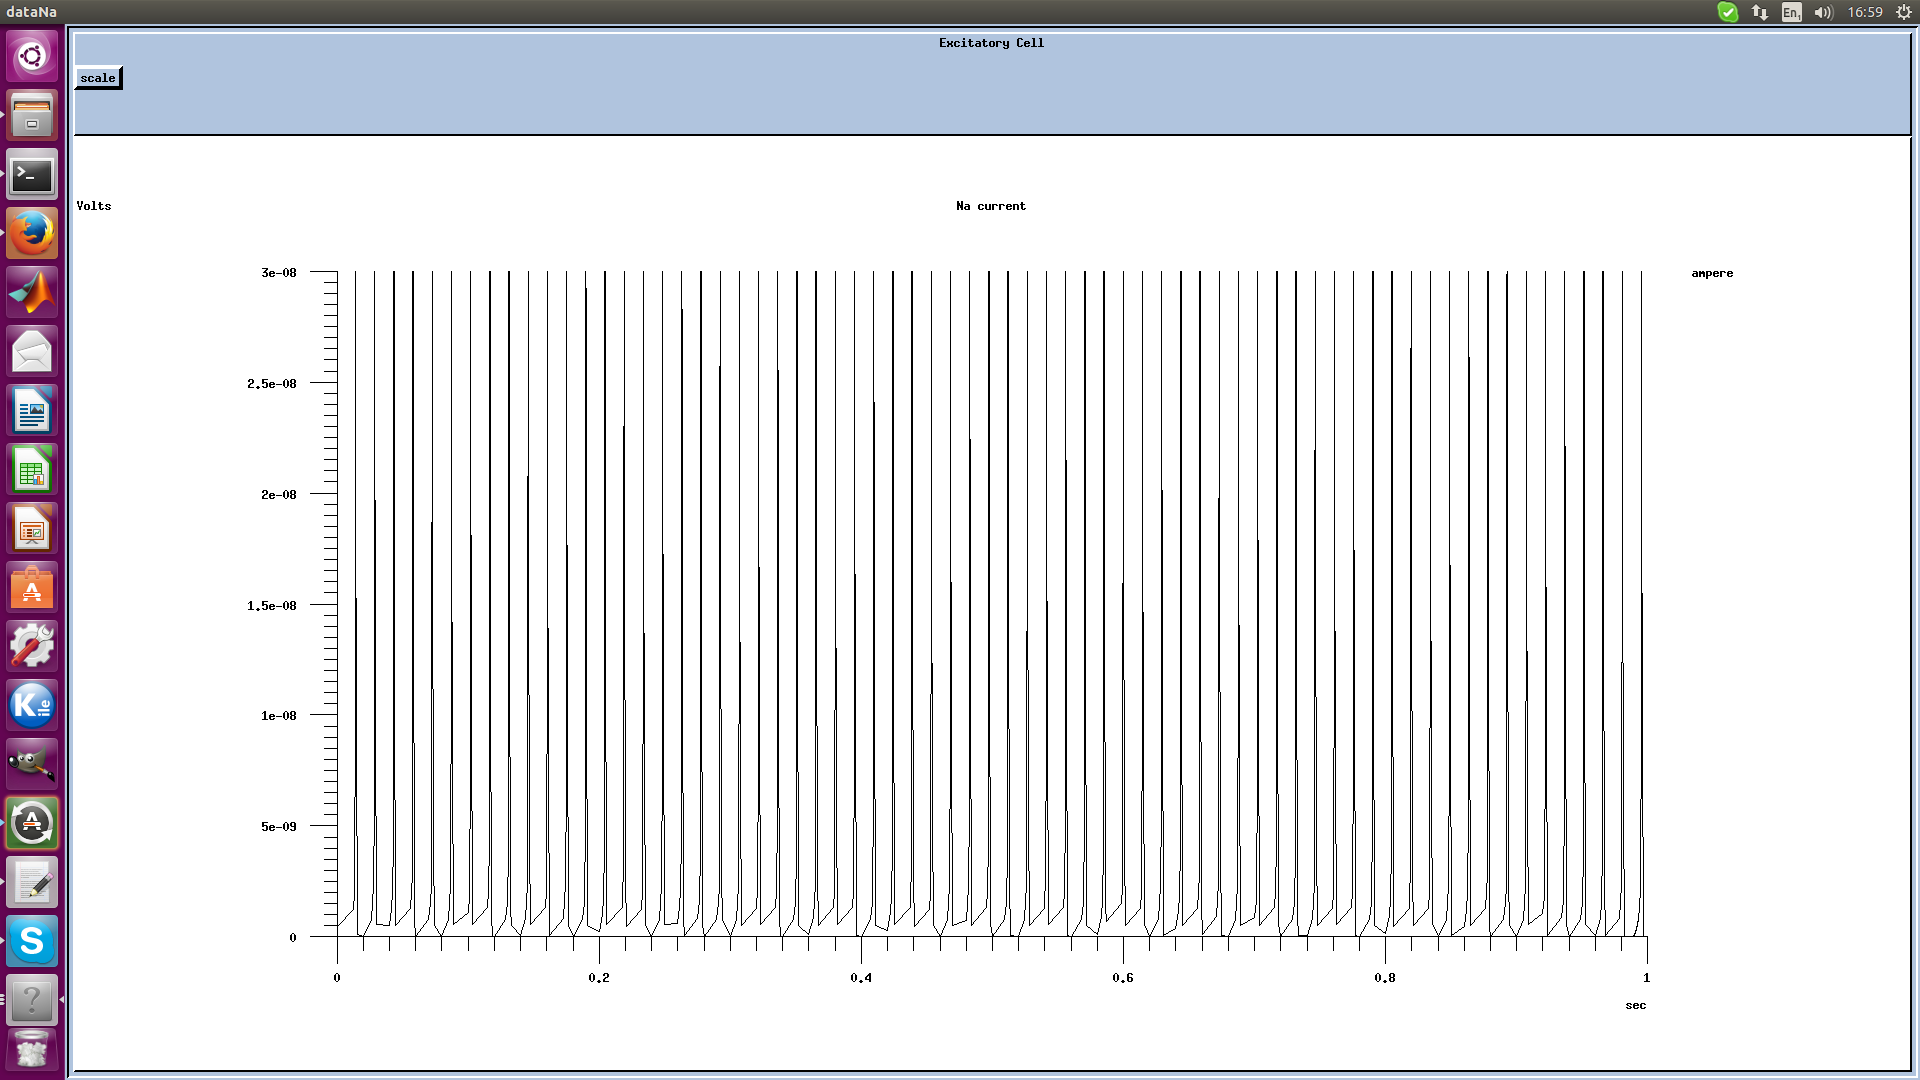 dataNa
En1
16:59
Excitatory Cell
scale
Volts
Na current
3e-08
ampere
2.5e-08
2e-08
1.5e-08
1e-08
5e-09
0
0
0.2
0.4
0.6
0.8
1
sec